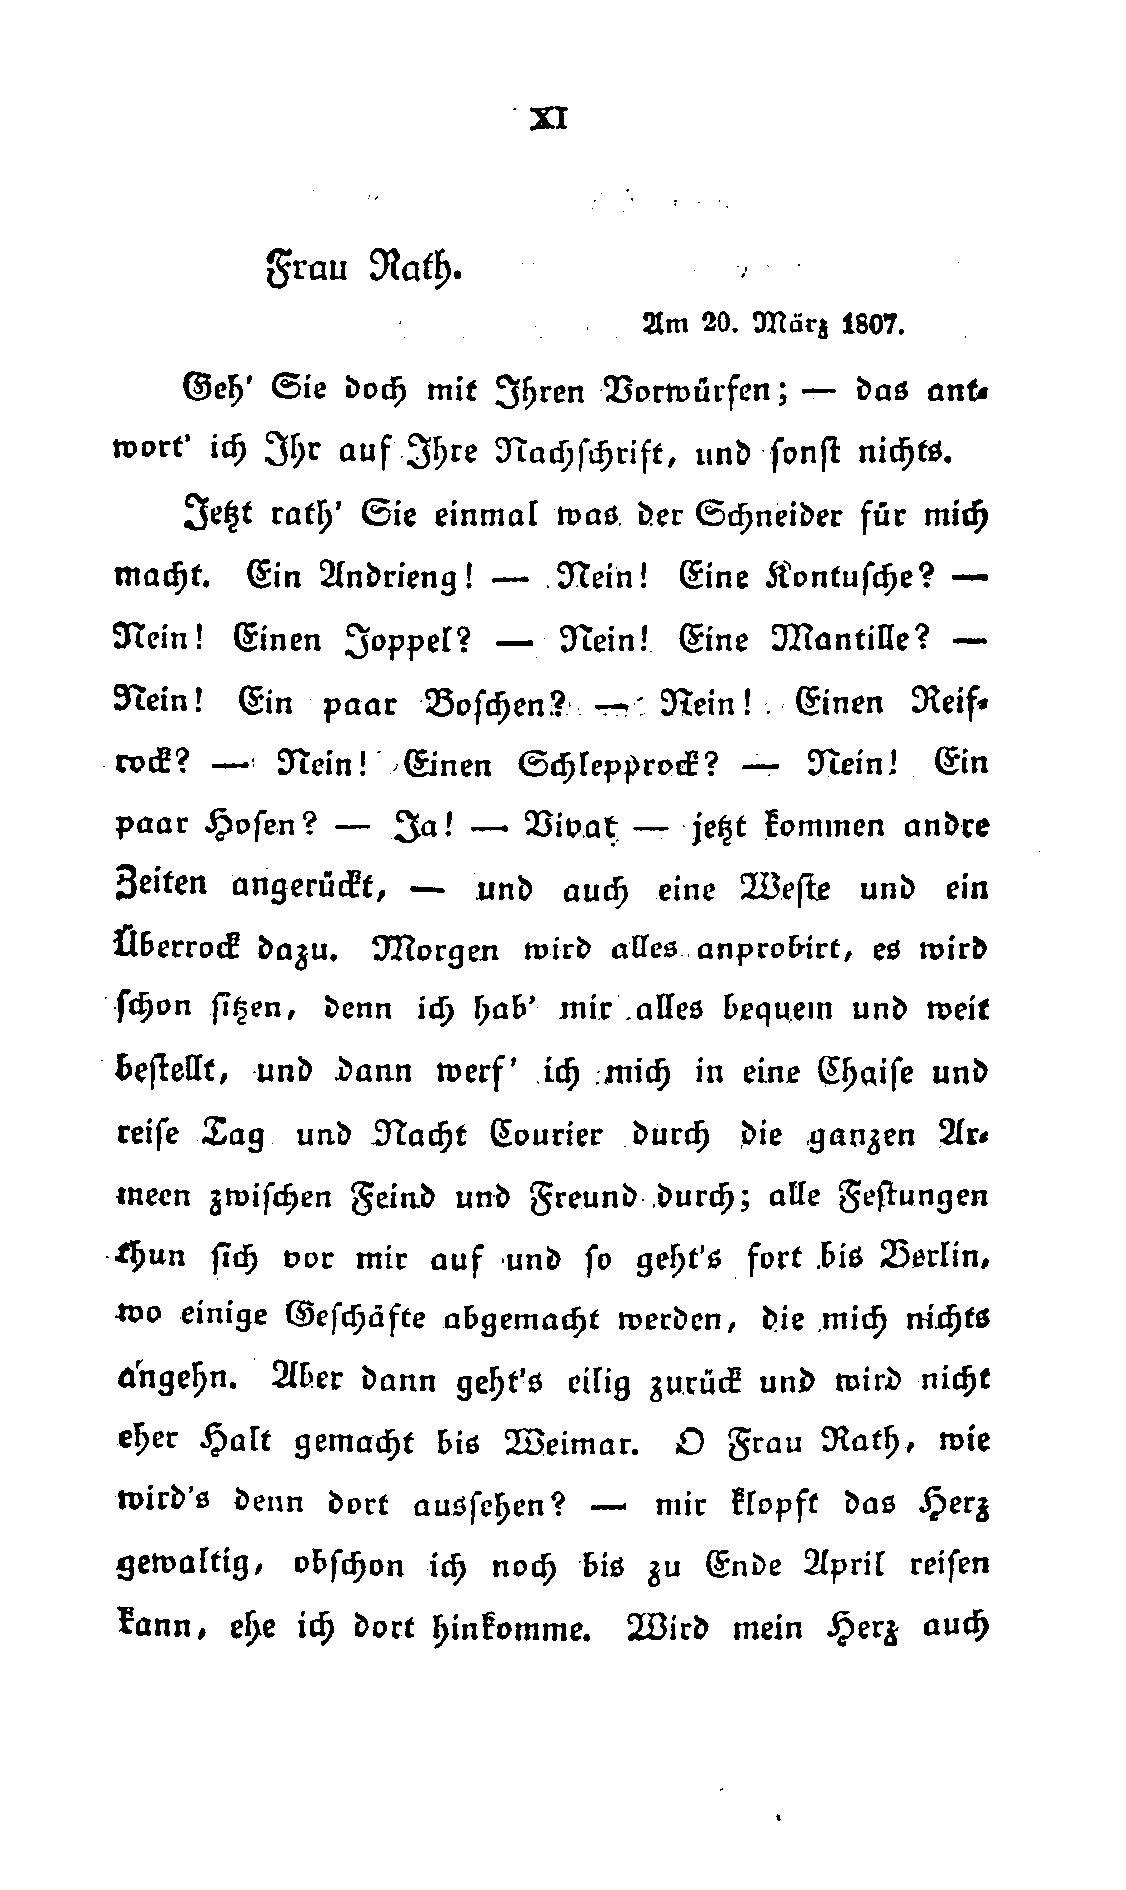 XI
Frau Rath.
Am 20. März 1807.
Geh' Sie doch mit Ihren Vorwürfen; — das ant-
wort' ich Ihr auf Ihre Nachschrift, und sonst nichts.
Jetzt rath' Sie einmal was der Schneider für mich
macht. Ein Andrieng! — Nein! Eine Kontusche? —
Nein! Einen Joppel? — Nein! Eine Mantille? —
Nein! Ein paar Boschen? — Nein! Einen Reif-
rock? — Nein! Einen Schlepprock? — Nein! Ein
paar Hosen? — Ja! — Vivat — jetzt kommen andre
Zeiten angerückt, — und auch eine Weste und ein
Überrock dazu. Morgen wird alles anprobirt, es wird
schon sitzen, denn ich hab' mir alles bequem und weit
bestellt, und dann werf' ich mich in eine Chaise und
reise Tag und Nacht Courier durch die ganzen Ar-
meen zwischen Feind und Freund durch; alle Festungen
thun sich vor mir auf und so geht's fort bis Berlin,
wo einige Geschäfte abgemacht werden, die mich nichts
angehn. Aber dann geht's eilig zurück und wird nicht
eher Halt gemacht bis Weimar. O Frau Rath, wie
wird's denn dort aussehen? — mir klopft das Herz
gewaltig, obschon ich noch bis zu Ende April reisen
kann, ehe ich dort hinkomme. Wird mein Herz auch